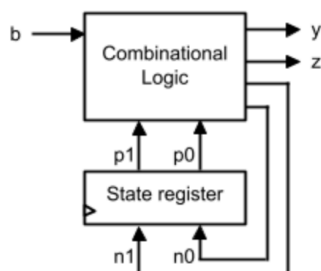 b
Combinational
Logic
y
z
p1 p0
State register
n1 n0